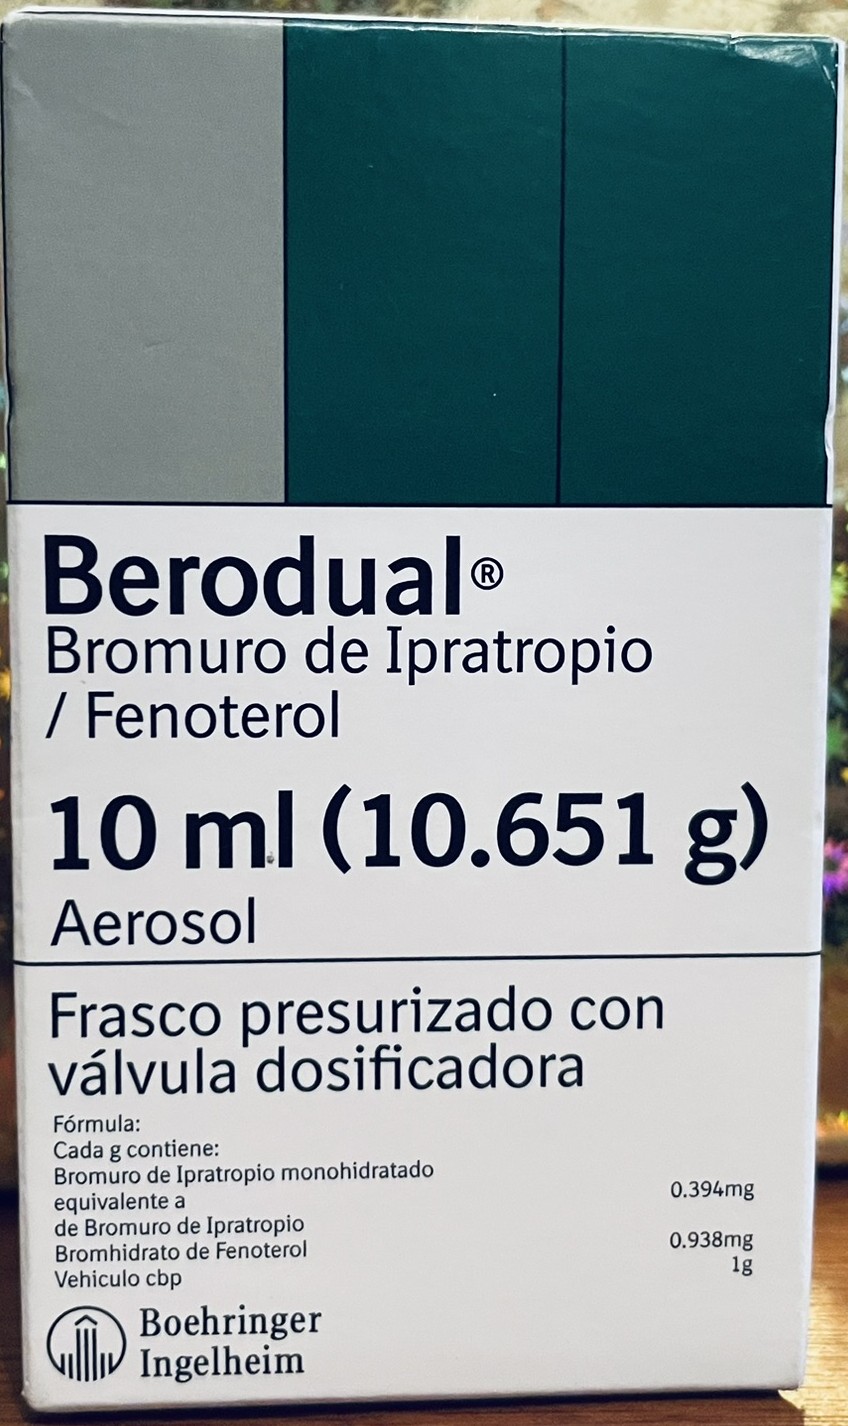 Berodual®
Bromuro de Ipratropio
/ Fenoterol
10 ml (10.651 g)
Aerosol
Frasco presurizado con
válvula dosificadora
Fórmula:
Cada g contiene:
Bromuro de Ipratropio monohidratado
equivalente a 0.394mg
de Bromuro de Ipratropio
Bromhidrato de Fenoterol 0.938mg
Vehiculo cbp 1g
Boehringer
Ingelheim